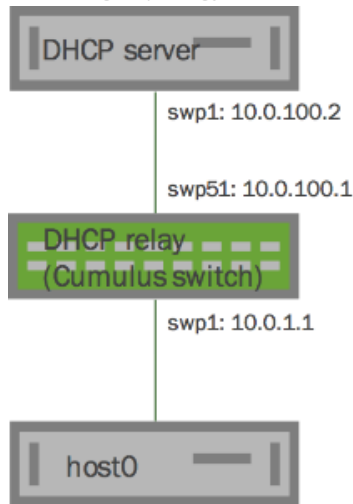 DHCP server
swp1: 10.0.100.2
swp51: 10.0.100.1
DHCP relay
(Cumulus switch)
swp1: 10.0.1.1
host0